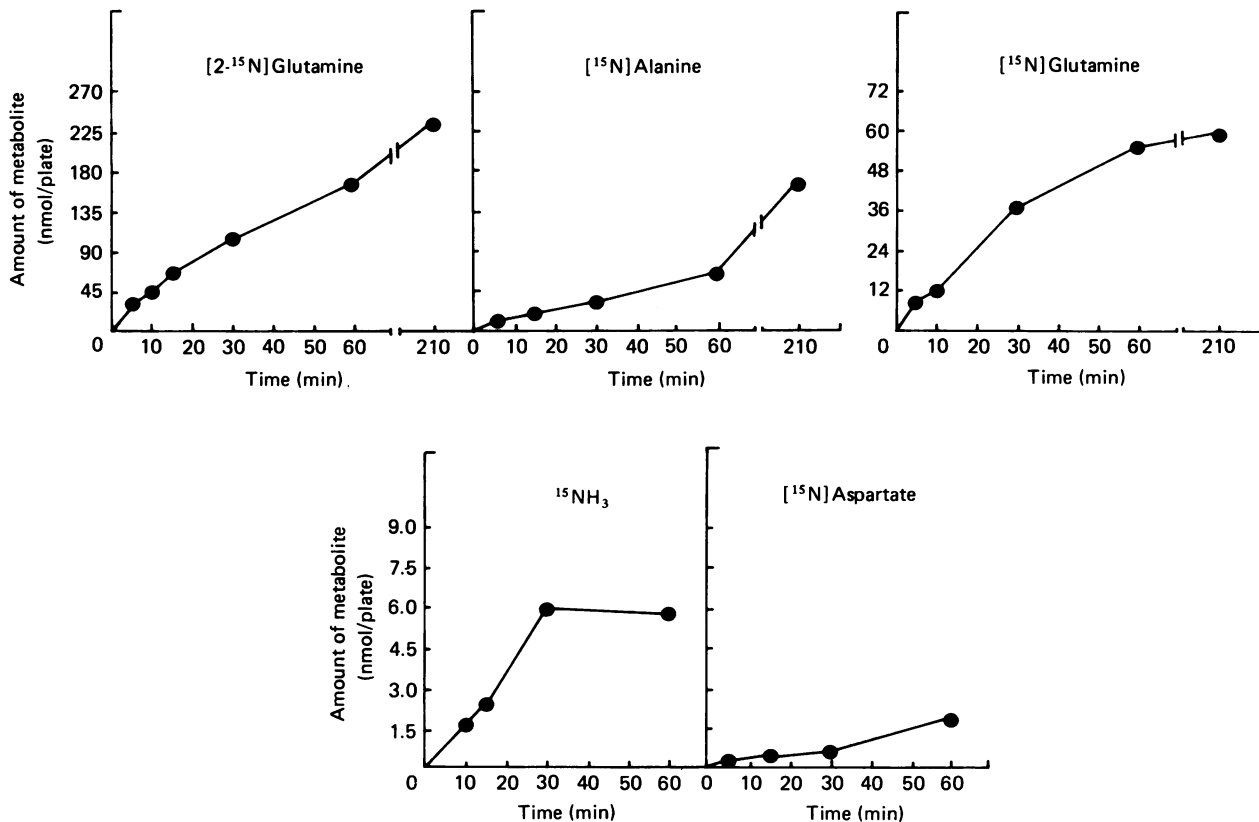 [2-¹⁵N] Glutamine
Amount of metabolite
(nmol/plate)
270
225
180
135
90
45
0 10 20 30 40 50 60 210
Time (min).
[¹⁵N] Alanine
0 10 20 30 40 50 60 210
Time (min)
[¹⁵N] Glutamine
72
60
48
36
24
12
0 10 20 30 40 50 60 210
Time (min)
¹⁵NH₃
Amount of metabolite
(nmol/plate)
9.0
7.5
6.0
4.5
3.0
1.5
0 10 20 30 40 50 60
Time (min)
[¹⁵N] Aspartate
0 10 20 30 40 50 60
Time (min)